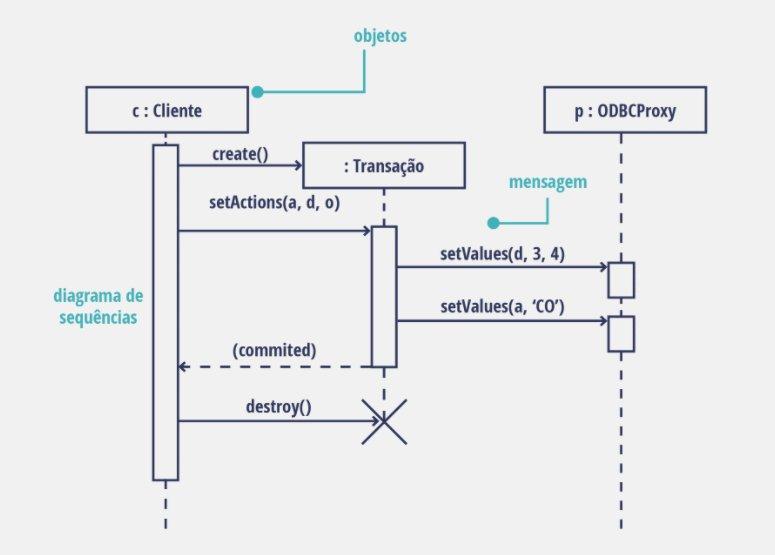 objetos
c : Cliente
p : ODBCProxy
create()
: Transação
mensagem
setActions(a, d, o)
setValues(d, 3, 4)
diagrama de
sequências
setValues(a, ‘CO’)
(commited)
destroy()